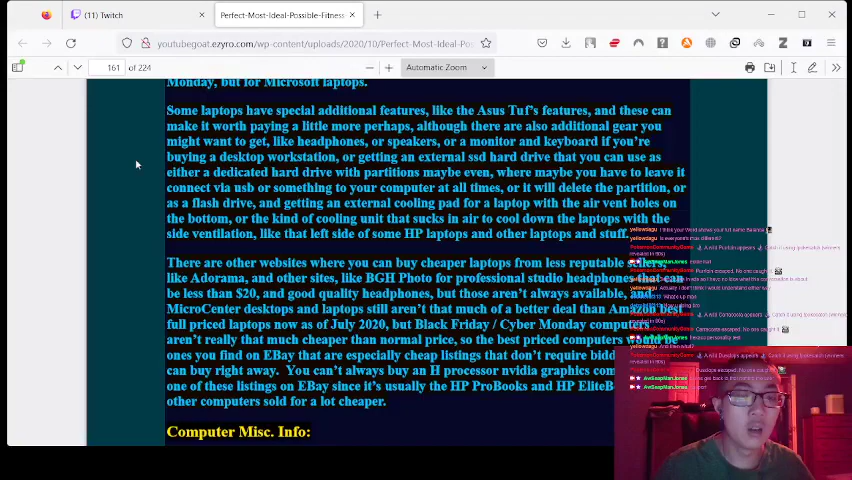 (11) Twitch
Perfect-Most-Ideal-Possible-Fitness
youtubegoat.ezyro.com/wp-content/uploads/2020/10/Perfect-Most-Ideal-Pos
161 of 224
Automatic Zoom
Monday, but for Microsoft laptops.
Some laptops have special additional features, like the Asus Tuf's features, and these can
make it worth paying a little more perhaps, although there are also additional gear you
might want to get, like headphones, or speakers, or a monitor and keyboard if you're
buying a desktop workstation, or getting an external ssd hard drive that you can use as
either a dedicated hard drive with partitions maybe even, where maybe you have to leave it
connect via usb or something to your computer at all times, or it will delete the partition, or
as a flash drive, and getting an external cooling pad for a laptop with the air vent holes on
the bottom, or the kind of cooling unit that sucks in air to cool down the laptops with the
side ventilation, like that left side of some HP laptops and other laptops and stuff.
There are other websites where you can buy cheaper laptops from less reputable sellers,
like Adorama, and other sites, like BGH Photo for professional studio headphones that can
be less than $20, and good quality headphones, but those aren't always available, and
MicroCenter desktops and laptops still aren't that much of a better deal than Amazon best
full priced laptops now as of July 2020, but Black Friday / Cyber Monday computers
aren't really that much cheaper than normal price, so the best priced computers would be
ones you find on EBay that are especially cheap listings that don't require bidd
can buy right away. You can't always buy an H processor nvidia graphics com
one of these listings on EBay since it's usually the HP ProBooks and HP EliteB
other computers sold for a lot cheaper.
Computer Misc. Info: